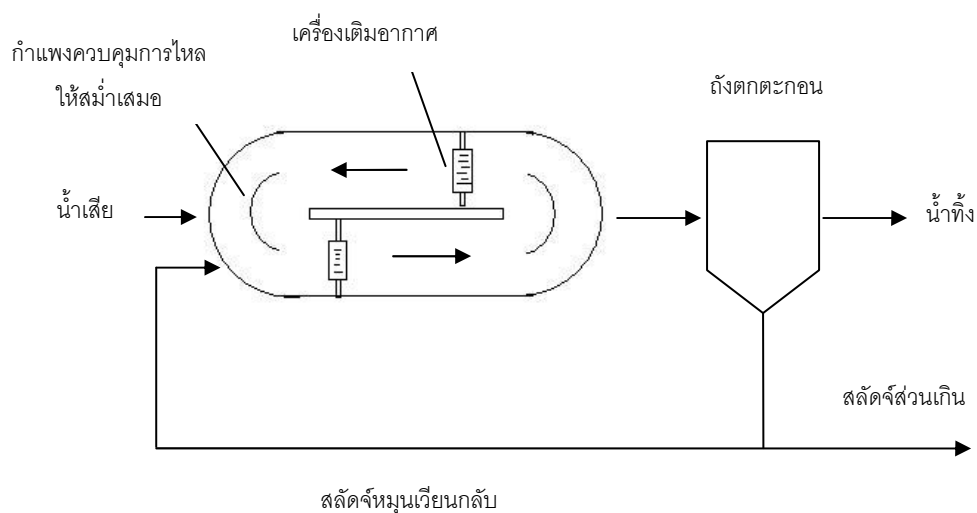 เครื่องเติมอากาศ
กำแพงควบคุมการไหล
ให้สม่ำเสมอ
ถังตกตะกอน
น้ำเสีย
น้ำทิ้ง
สลัดจ์ส่วนเกิน
สลัดจ์หมุนเวียนกลับ